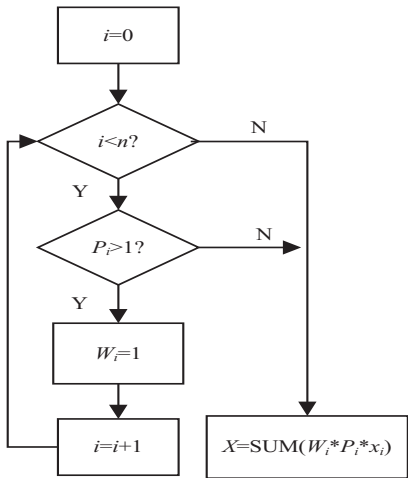 i=0
i<n?
N
Y
Pi>1?
N
Y
Wi=1
i=i+1
X=SUM(Wi*Pi*xi)